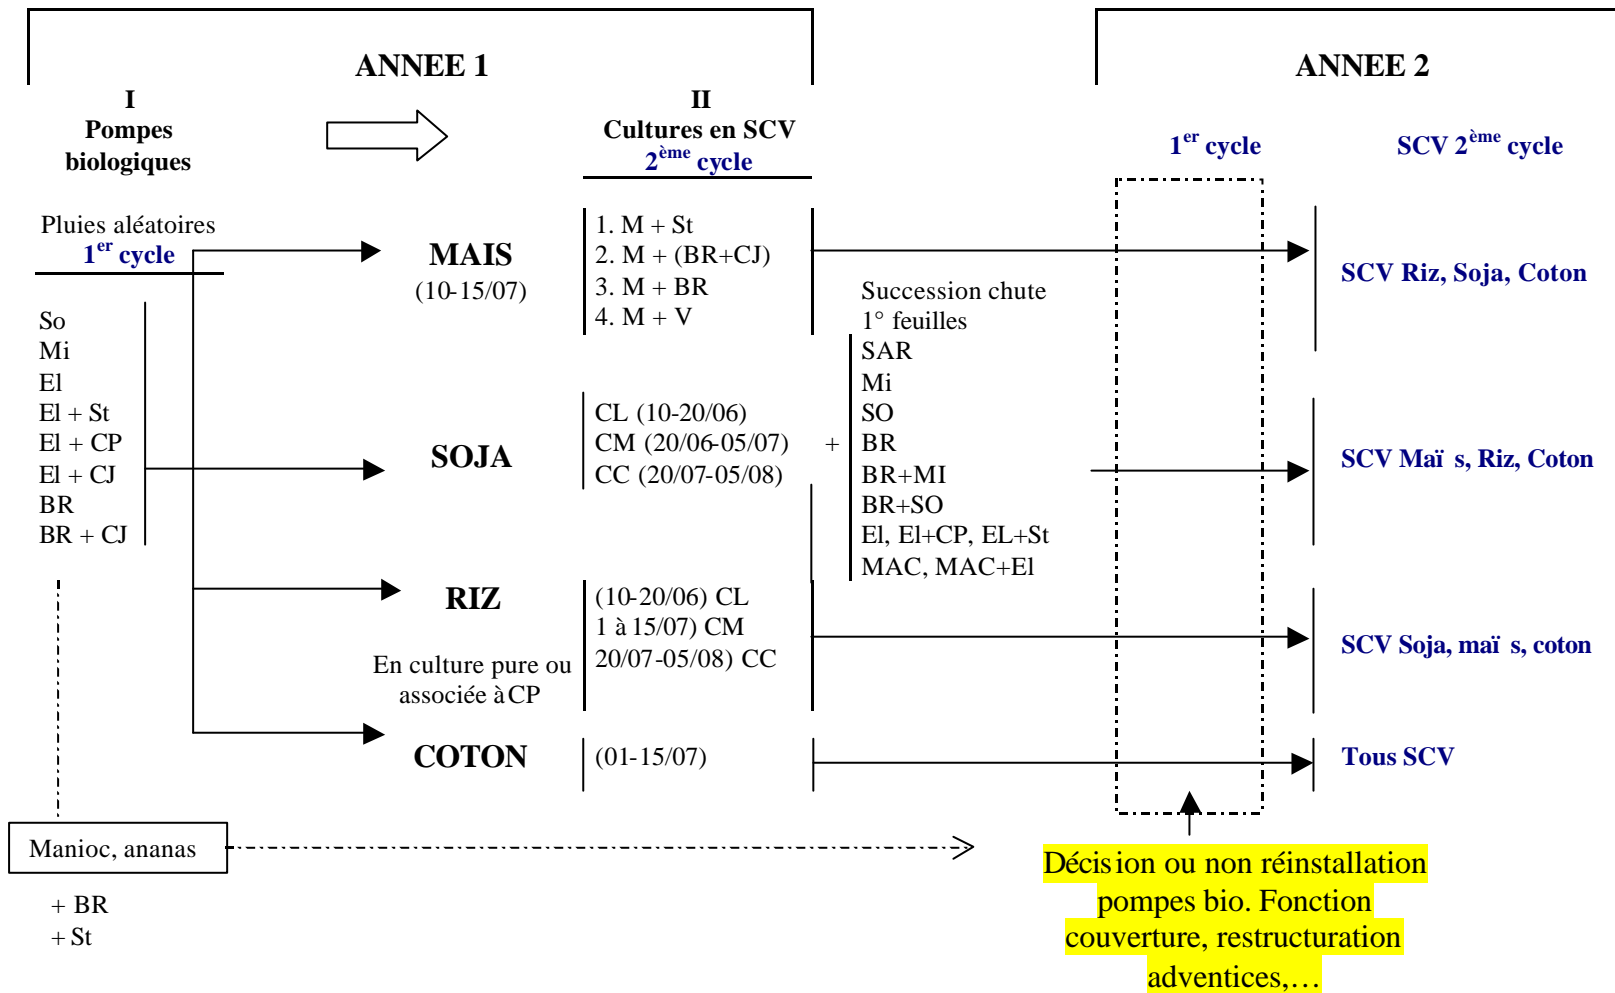 ANNEE 1
ANNEE 2
I
Pompes
biologiques
II
Cultures en SCV
2ème cycle
1er cycle
SCV 2ème cycle
Pluies aléatoires
1er cycle
So
Mi
El
El + St
El + CP
El + CJ
BR
BR + CJ
MAIS
(10-15/07)
1. M + St
2. M + (BR+CJ)
3. M + BR
4. M + V
SOJA
CL (10-20/06)
CM (20/06-05/07)
CC (20/07-05/08)
+
Succession chute
1° feuilles
SAR
Mi
SO
BR
BR+MI
BR+SO
El, El+CP, EL+St
MAC, MAC+El
RIZ
En culture pure ou
associée à CP
(10-20/06) CL
1 à 15/07) CM
20/07-05/08) CC
COTON
(01-15/07)
SCV Riz, Soja, Coton
SCV Maï s, Riz, Coton
SCV Soja, maï s, coton
Tous SCV
Manioc, ananas
+ BR
+ St
Décision ou non réinstallation
pompes bio. Fonction
couverture, restructuration
adventices,…